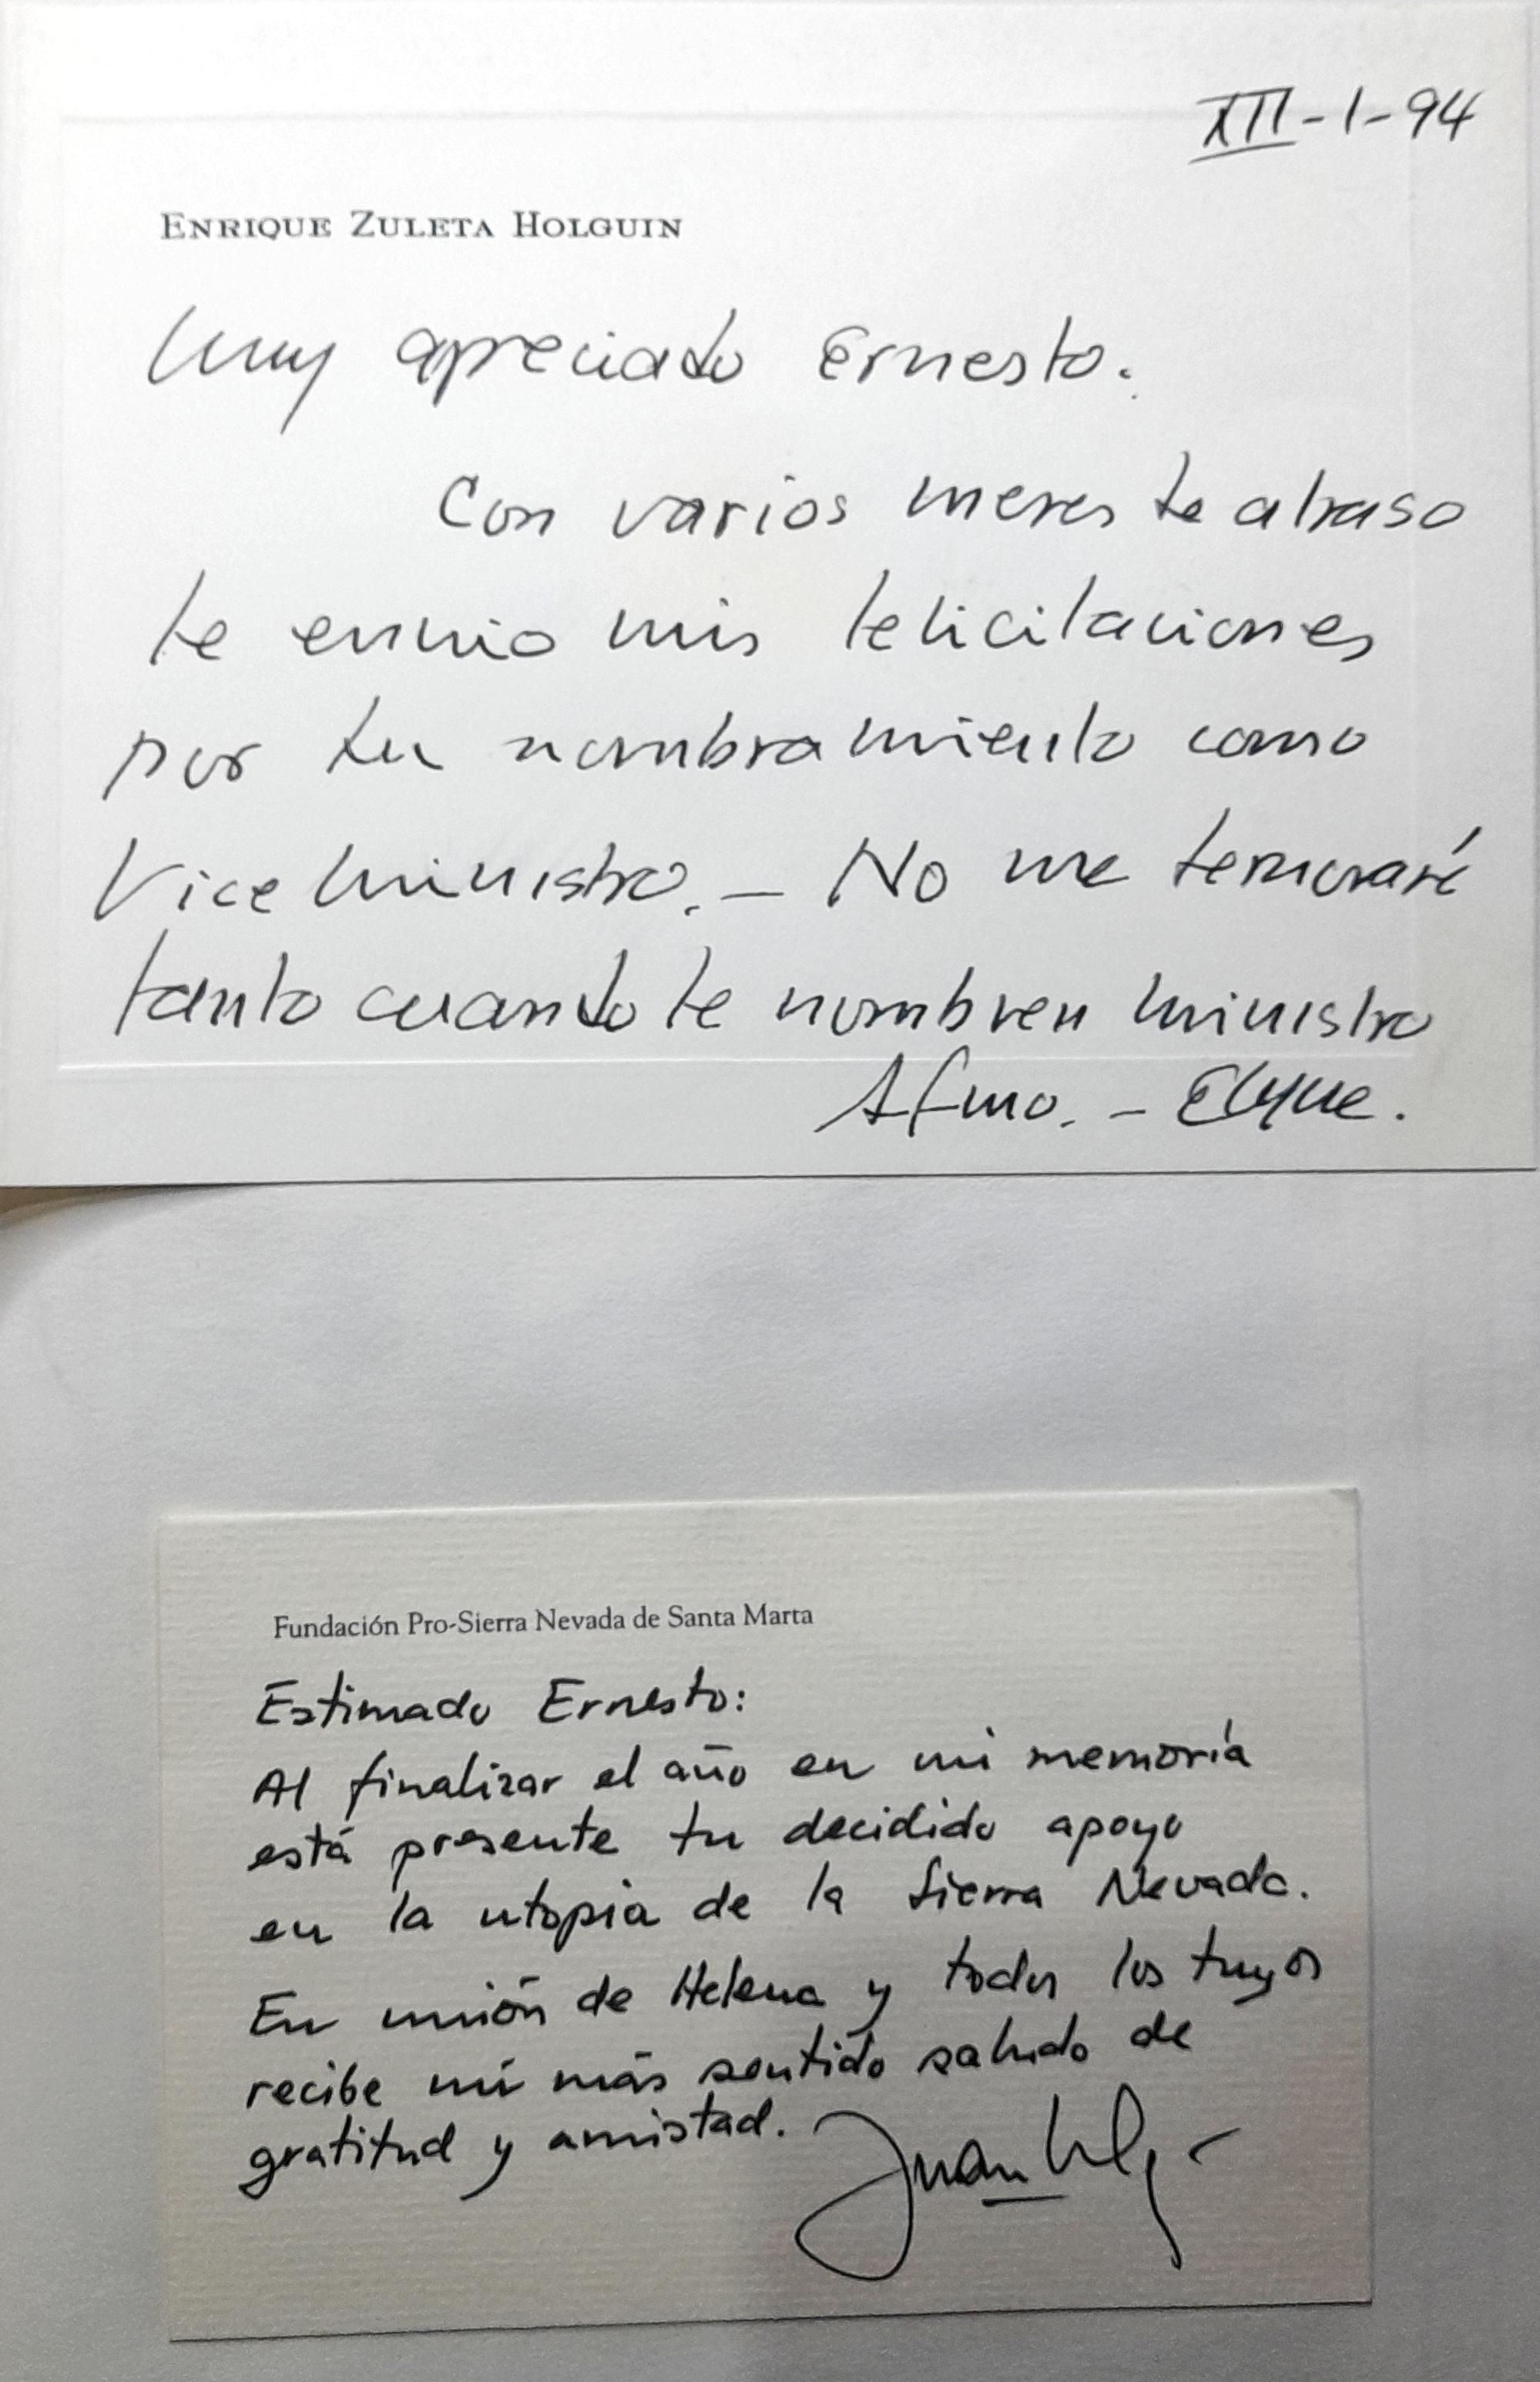 XII-1-94
ENRIQUE ZULETA HOLGUIN
Muy apreciado Ernesto.
Con varios meses de atraso
te envio mis felicitaciones
por tu nombramiento como
Vice Ministro. - No me demoraré
tanto cuando te nombren Ministro
Afmo. -
Fundación Pro-Sierra Nevada de Santa Marta
Estimado Ernesto:
Al finalizar el año en mi memoria
está presente tu decidido apoyo
en la utopia de la Sierra Nevada.
En unión de Helena y todos los tuyos
recibe mi más sentido saludo de
gratitud y amistad.
Juan